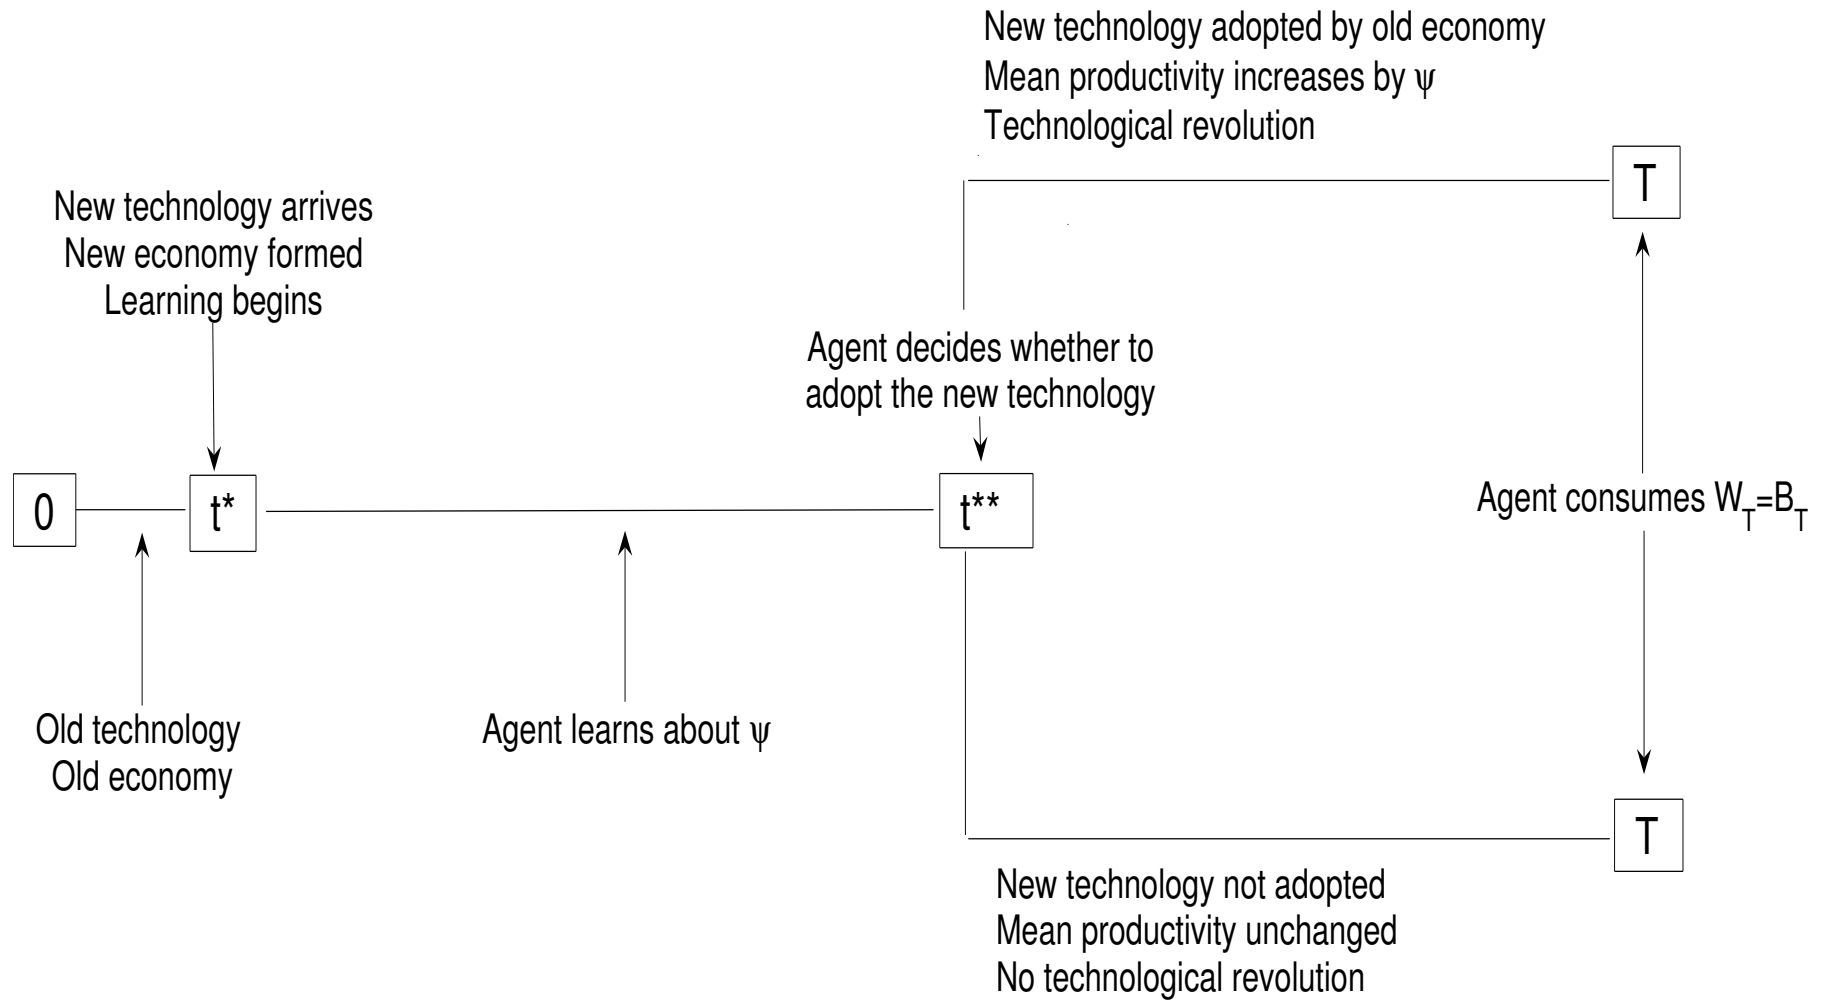 New technology adopted by old economy
Mean productivity increases by ψ
Technological revolution
T
New technology arrives
New economy formed
Learning begins
Agent decides whether to
adopt the new technology
0
t*
t**
Agent consumes W_T=B_T
Old technology
Old economy
Agent learns about ψ
T
New technology not adopted
Mean productivity unchanged
No technological revolution